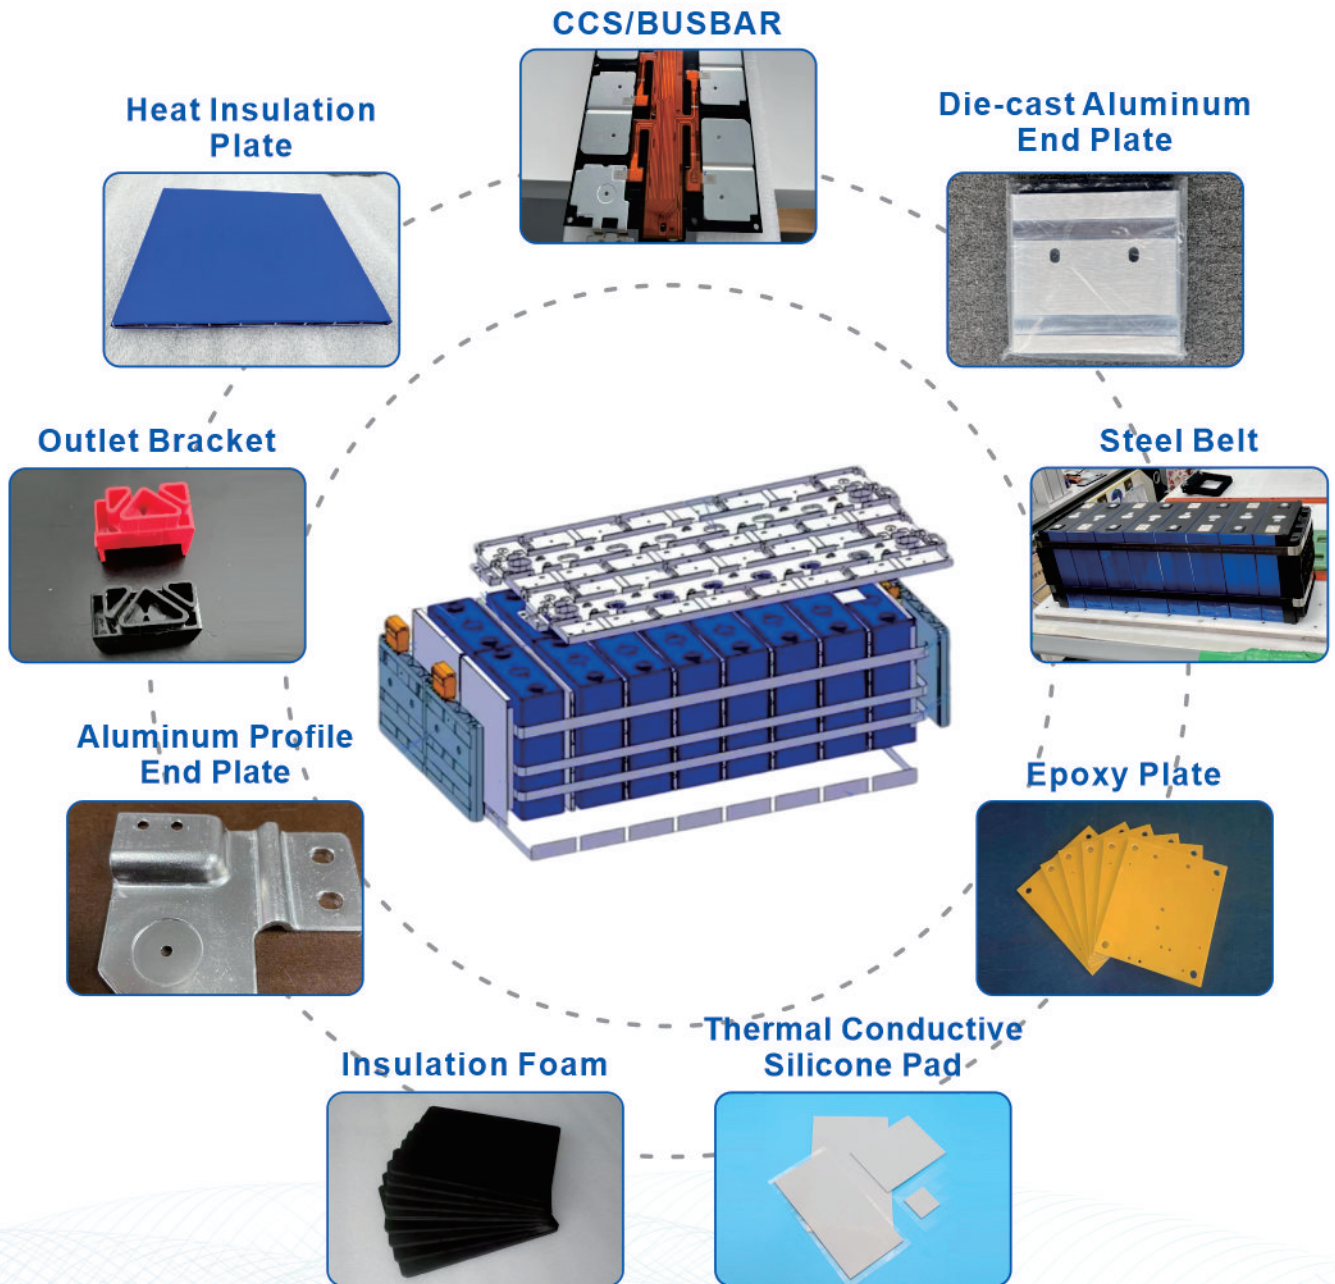 CCS/BUSBAR
Heat Insulation
Plate
Die-cast Aluminum
End Plate
Outlet Bracket
Steel Belt
Aluminum Profile
End Plate
Epoxy Plate
Insulation Foam
Thermal Conductive
Silicone Pad